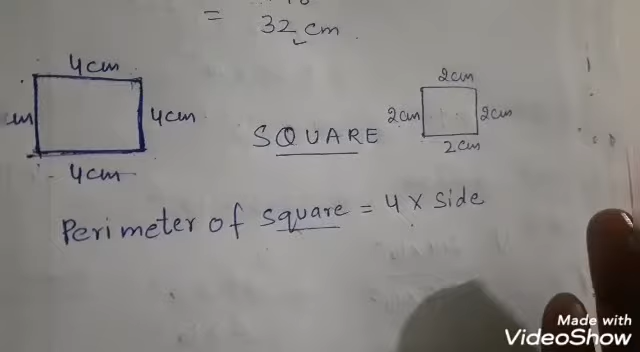 =
32 cm
4cm
2cm
4cm
2cm
2cm
SQUARE
2cm
4cm
Perimeter of square = 4 × side
Made with
VideoShow